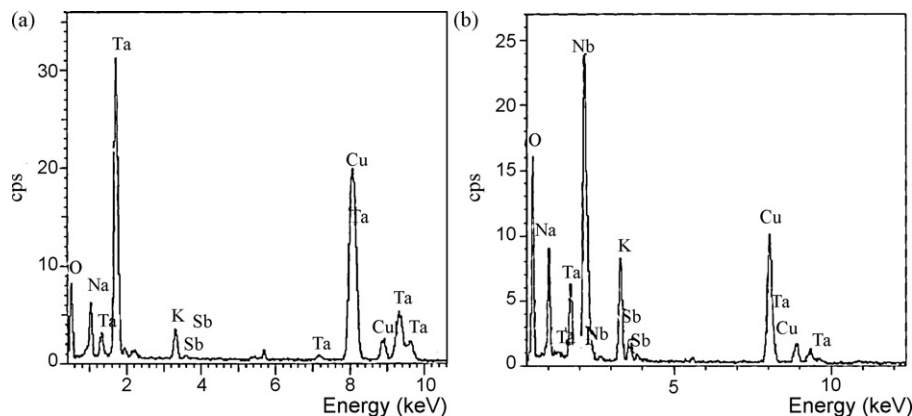 (a)
Ta
30
Cu
20
Ta
cps
10
O
Na
Ta
K
Sb
Sb
Ta
Cu
Ta
Ta
0
2
4
6
8
10
Energy (keV)
(b)
25
Nb
20
O
cps
15
10
Na
Ta
K
Cu
5
Ta
Nb
Sb
Sb
Ta
Cu
Ta
0
5
10
Energy (keV)